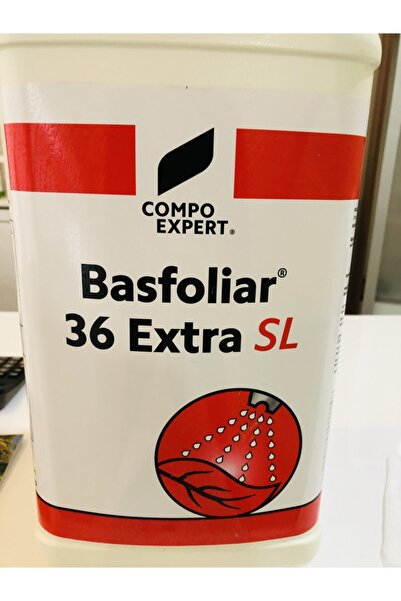 COMPO
EXPERT®
Basfoliar®
36 Extra SL